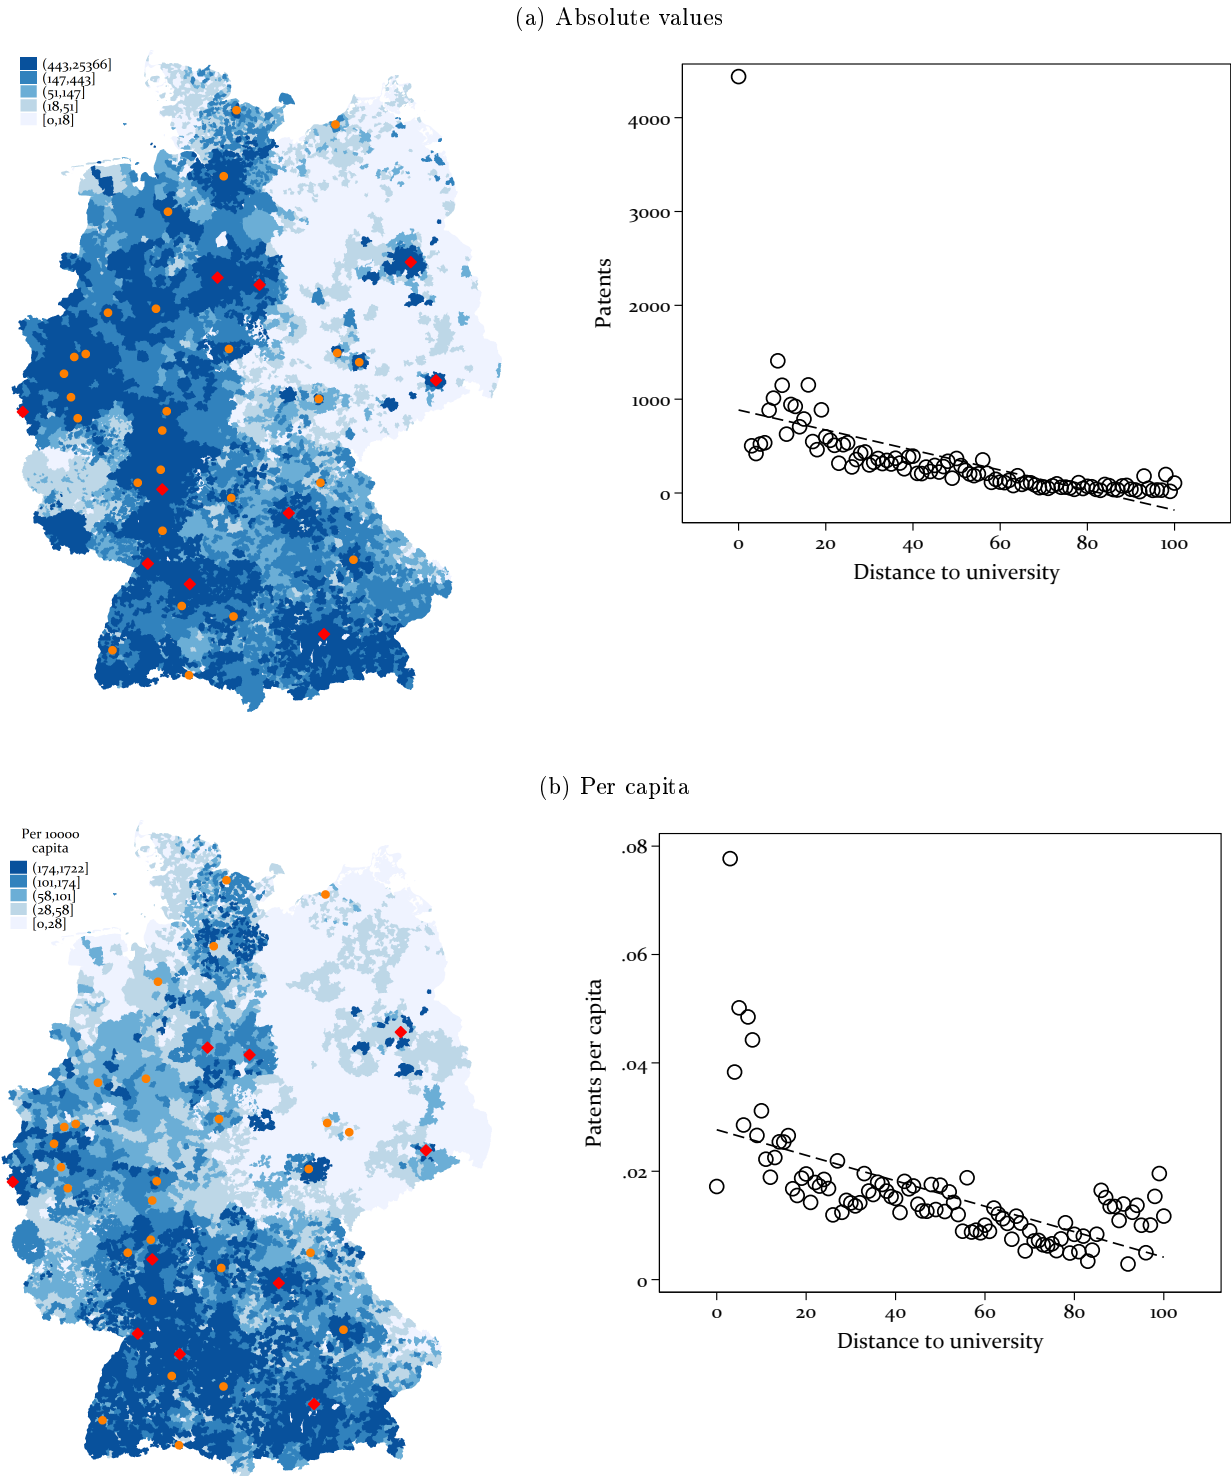 (a) Absolute values
(443,25366]
(147,443]
(51,147]
(18,51]
[0,18]
Patents
4000
3000
2000
1000
0
0 20 40 60 80 100
Distance to university
(b) Per capita
Per 10000
capita
(174,1722]
(101,174]
(58,101]
(28,58]
[0,28]
Patents per capita
.08
.06
.04
.02
0
0 20 40 60 80 100
Distance to university